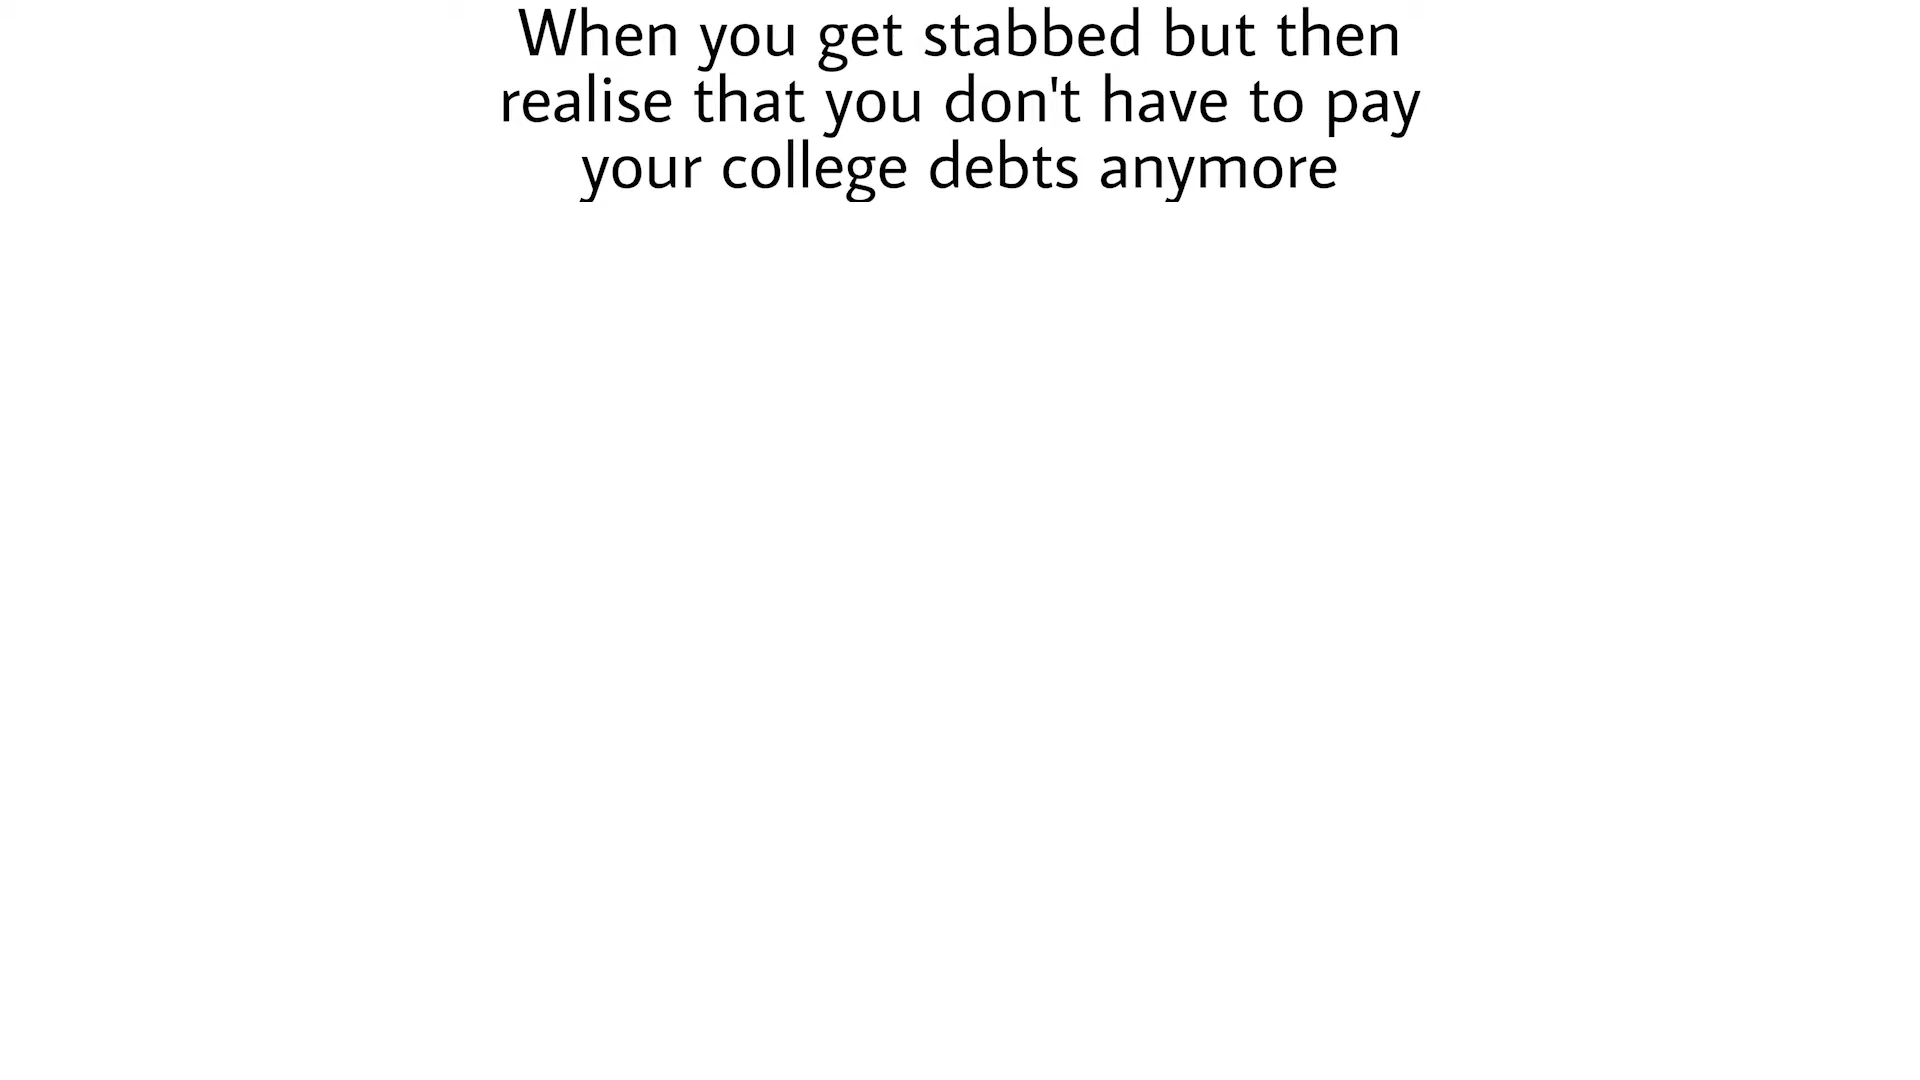 When you get stabbed but then
realise that you don't have to pay
your college debts anymore